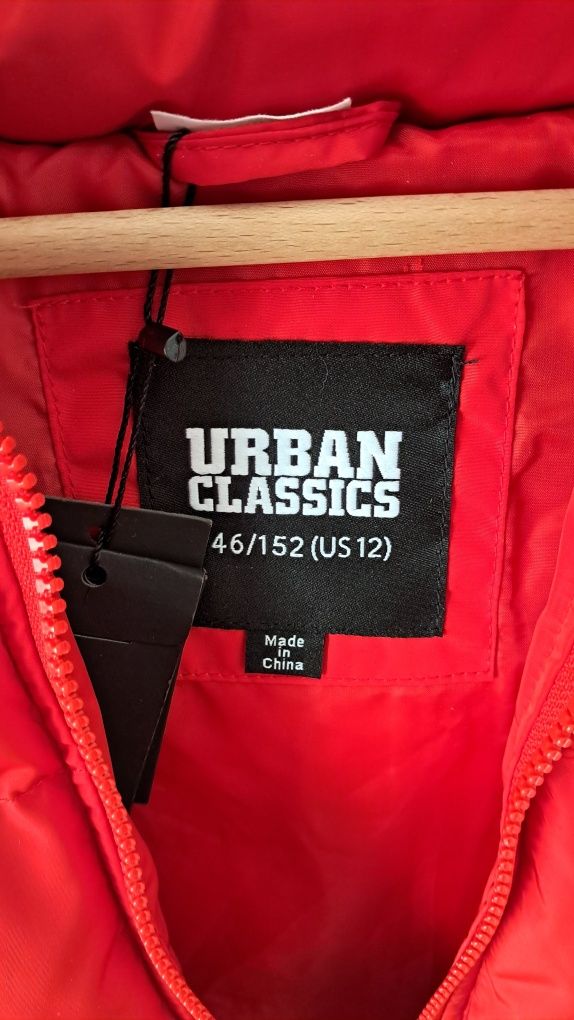 URBAN
CLASSICS
46/152 (US 12)
Made
in
China